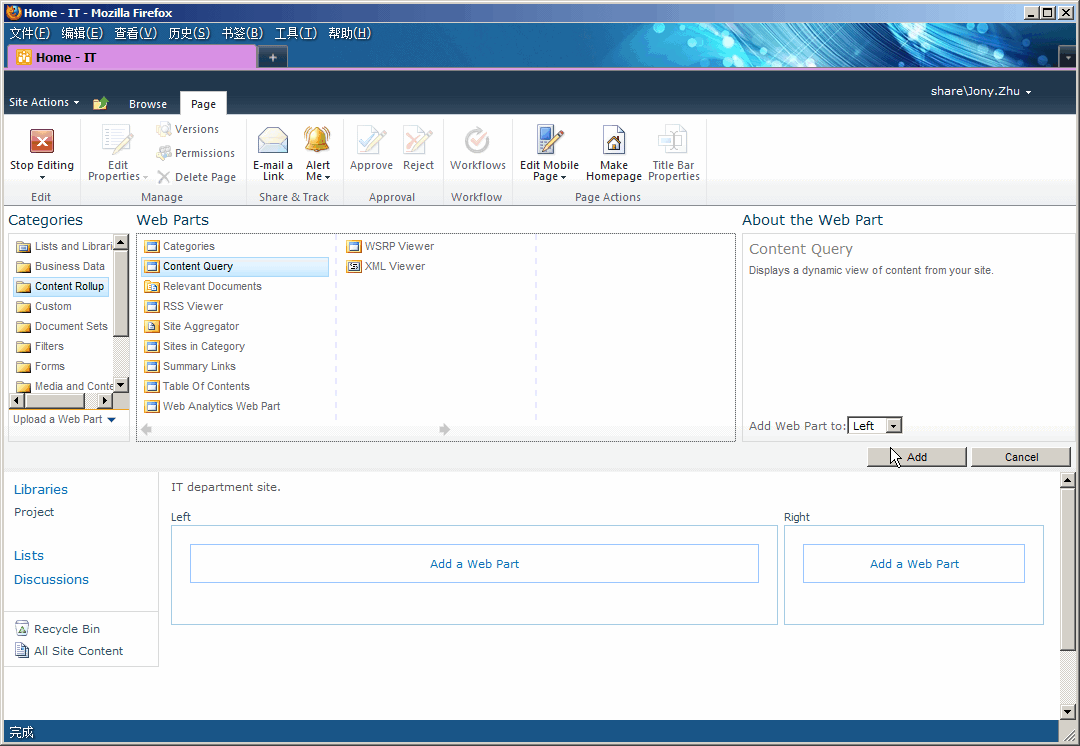 Home - IT - Mozilla Firefox
文件(F) 编辑(E) 查看(V) 历史(S) 书签(B) 工具(T) 帮助(H)
Home - IT
+
share\Jony.Zhu
Site Actions Browse Page
Stop Editing
Edit
Edit Properties
Versions
Permissions
Delete Page
Manage
E-mail a Link
Alert Me
Share & Track
Approve
Reject
Approval
Workflows
Workflow
Edit Mobile Page
Make Homepage
Title Bar Properties
Page Actions
Categories
Lists and Librari
Business Data
Content Rollup
Custom
Document Sets
Filters
Forms
Media and Conte
Upload a Web Part
Web Parts
Categories
Content Query
Relevant Documents
RSS Viewer
Site Aggregator
Sites in Category
Summary Links
Table Of Contents
Web Analytics Web Part
WSRP Viewer
XML Viewer
About the Web Part
Content Query
Displays a dynamic view of content from your site.
Add Web Part to: Left
Add Cancel
Libraries
Project
Lists
Discussions
Recycle Bin
All Site Content
IT department site.
Left
Add a Web Part
Right
Add a Web Part
完成